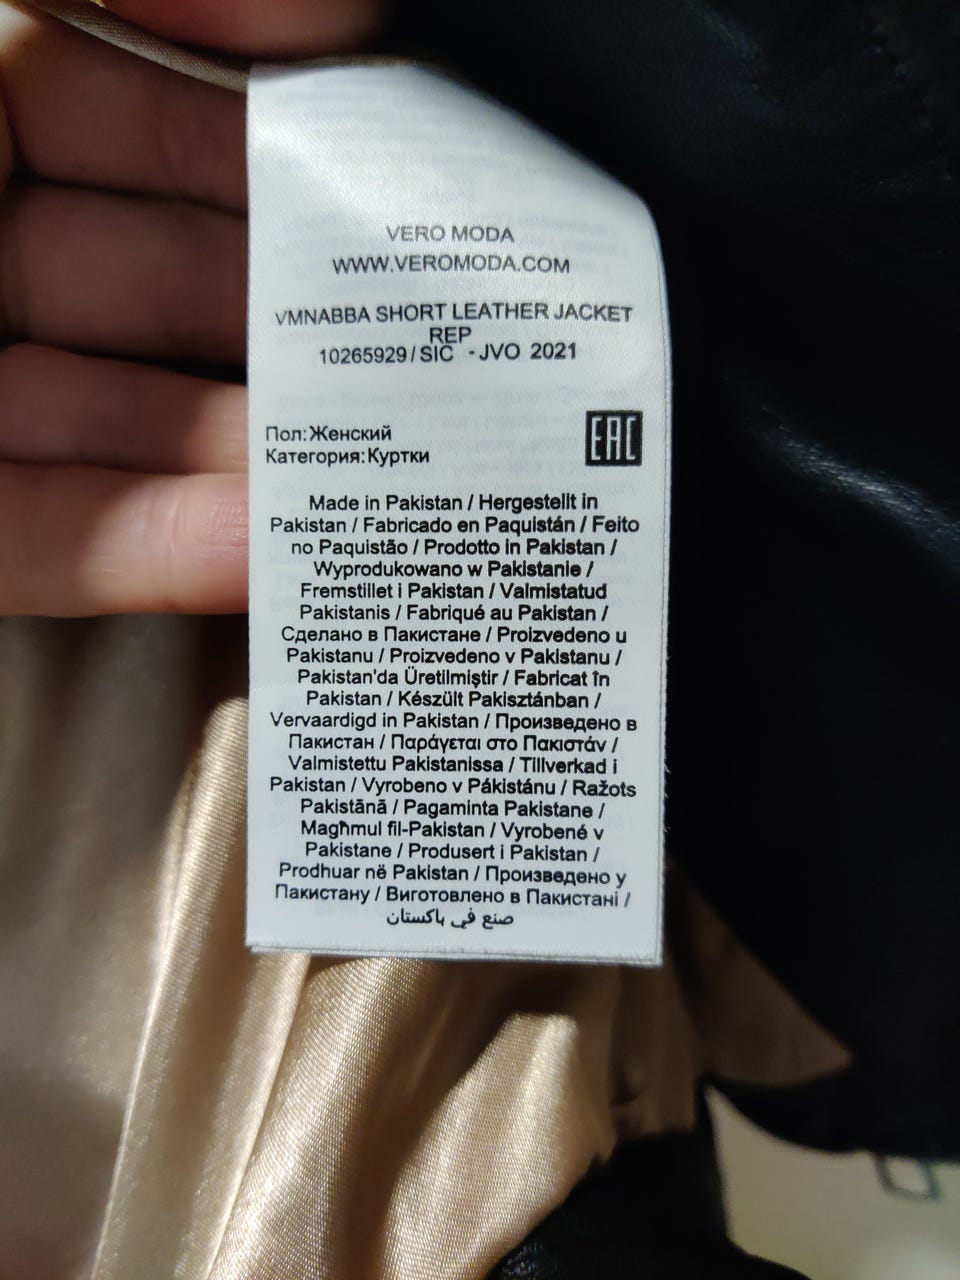 VERO MODA
WWW.VEROMODA.COM
VMNABBA SHORT LEATHER JACKET
REP
10265929/SIC - JVO 2021
EAC
Пол:Женский
Категория:Куртки
Made in Pakistan / Hergestellt in
Pakistan / Fabricado en Paquistán / Feito
no Paquistão / Prodotto in Pakistan /
Wyprodukowano w Pakistanie /
Fremstillet i Pakistan / Valmistatud
Pakistanis / Fabriqué au Pakistan /
Сделано в Пакистане / Proizvedeno u
Pakistanu / Proizvedeno v Pakistanu /
Pakistan'da Üretilmiştir / Fabricat în
Pakistan / Készült Pakisztánban /
Vervaardigd in Pakistan / Произведено в
Пакистан / Παράγεται στο Πακιστάν /
Valmistettu Pakistanissa / Tillverkad i
Pakistan / Vyrobeno v Pákistánu / Ražots
Pakistānā / Pagaminta Pakistane /
Magħmul fil-Pakistan / Vyrobené v
Pakistane / Produsert i Pakistan /
Prodhuar në Pakistan / Произведено у
Пакистану / Виготовлено в Пакистані /
صنع في باكستان